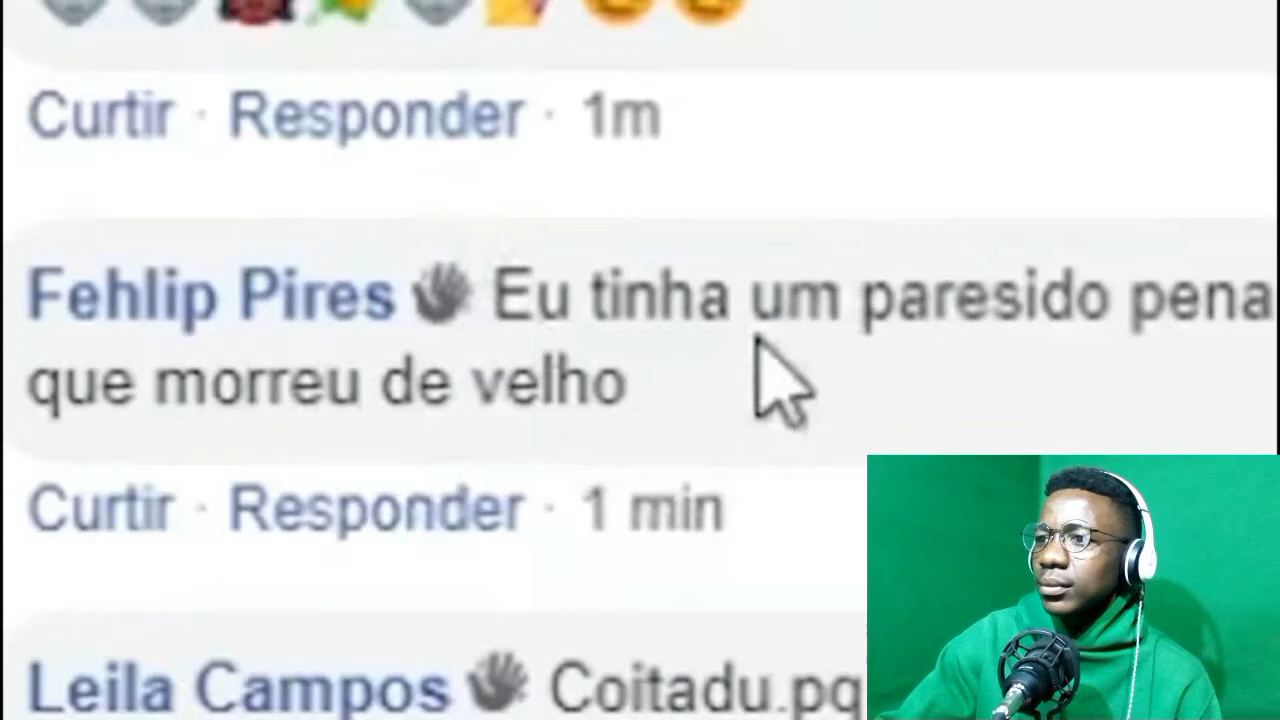 Curtir · Responder · 1m
Fehlip Pires Eu tinha um paresido pena
que morreu de velho
Curtir · Responder · 1 min
Leila Campos Coitadu.pq